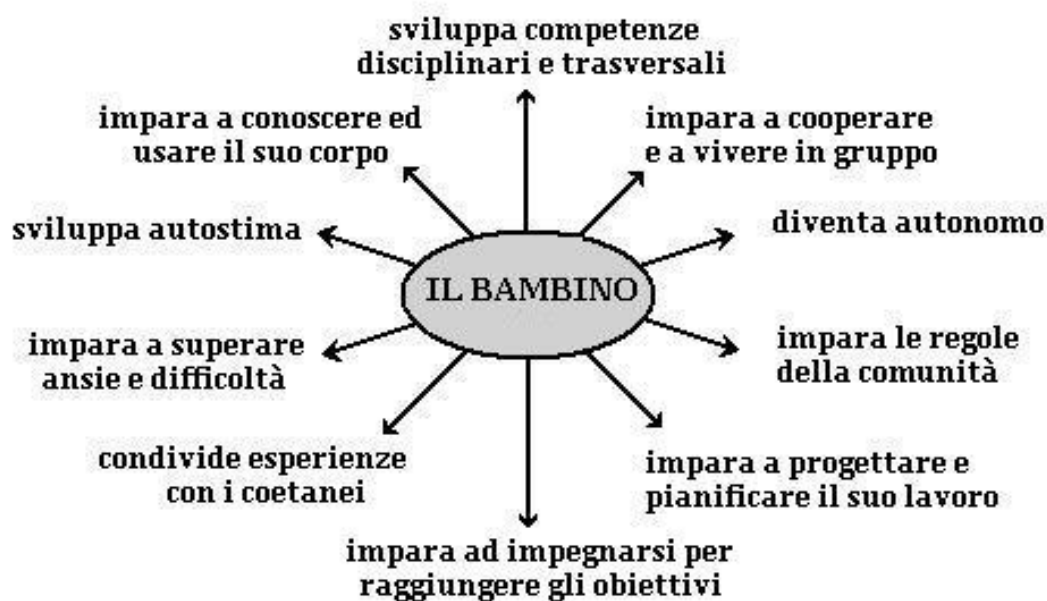 sviluppa competenze
disciplinari e trasversali
impara a conoscere ed
usare il suo corpo
impara a cooperare
e a vivere in gruppo
sviluppa autostima
diventa autonomo
IL BAMBINO
impara a superare
ansie e difficoltà
impara le regole
della comunità
condivide esperienze
con i coetanei
impara a progettare e
pianificare il suo lavoro
impara ad impegnarsi per
raggiungere gli obiettivi